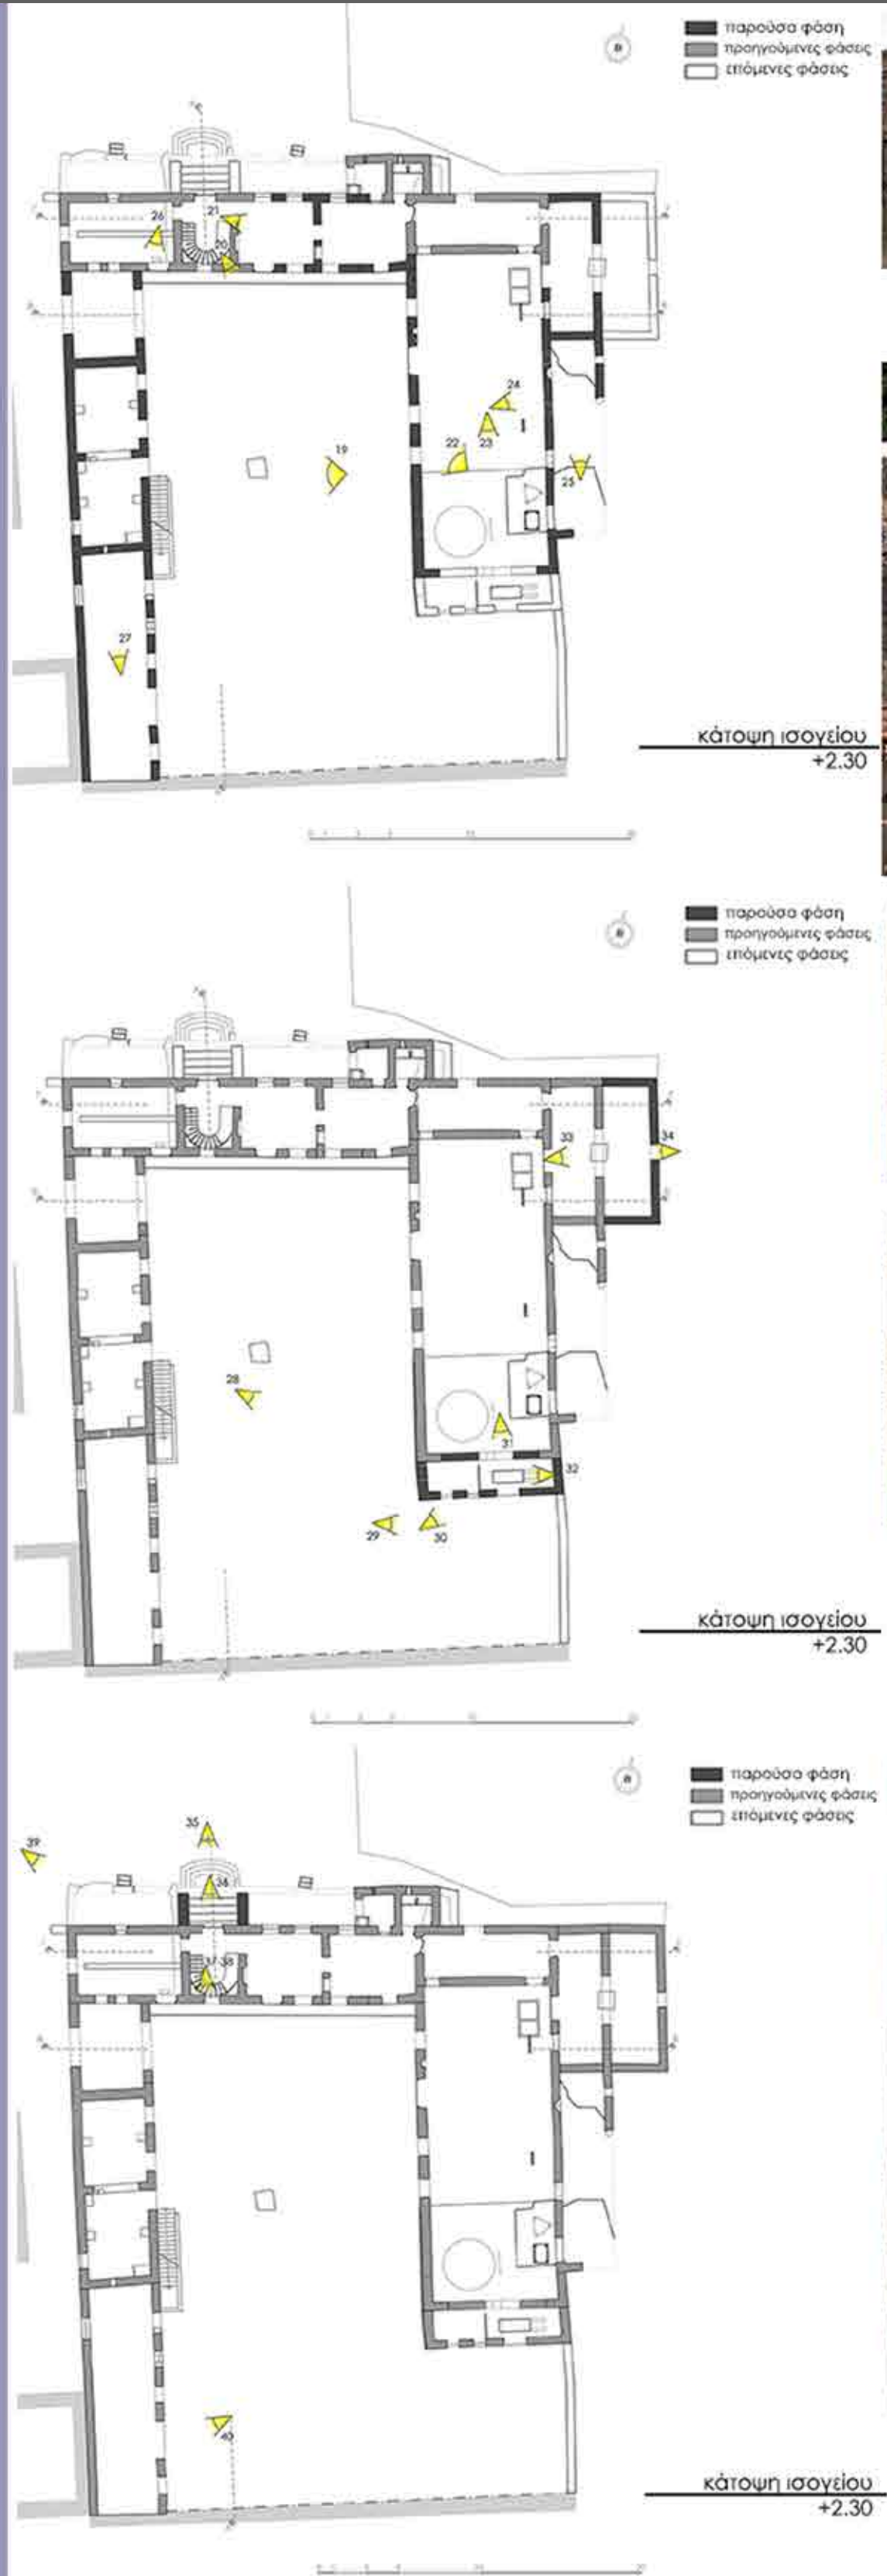 παρούσα φάση
προηγούμενες φάσεις
επόμενες φάσεις
26
21
20
19
24
22
23
25
27
κάτοψη ισογείου
+2.30
παρούσα φάση
προηγούμενες φάσεις
επόμενες φάσεις
33
34
28
31
32
29
30
κάτοψη ισογείου
+2.30
παρούσα φάση
προηγούμενες φάσεις
επόμενες φάσεις
35
39
36
37-38
40
κάτοψη ισογείου
+2.30